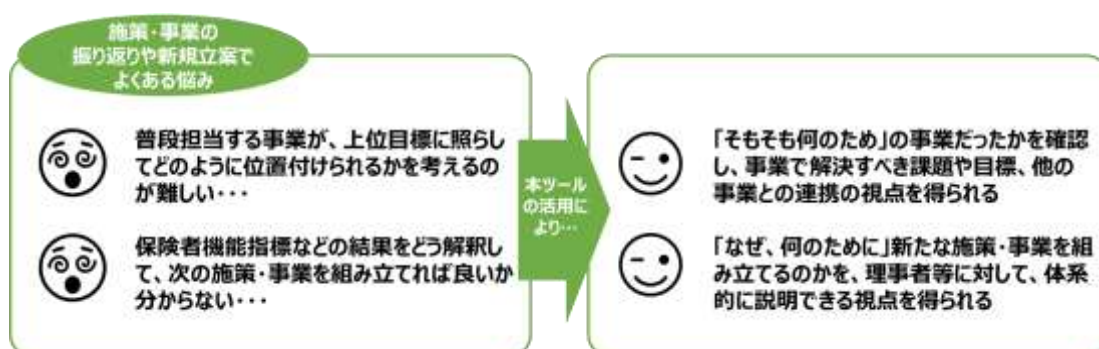 施策・事業の
振り返りや新規立案で
よくある悩み
普段担当する事業が、上位目標に照らし
てどのように位置付けられるかを考えるの
が難しい・・・
保険者機能指標などの結果をどう解釈し
て、次の施策・事業を組み立てれば良いか
分からない・・・
本ツール
の活用に
より…
「そもそも何のため」の事業だったかを確認
し、事業で解決すべき課題や目標、他の
事業との連携の視点を得られる
「なぜ、何のために」新たな施策・事業を組
み立てるのかを、理事者等に対して、体系
的に説明できる視点を得られる